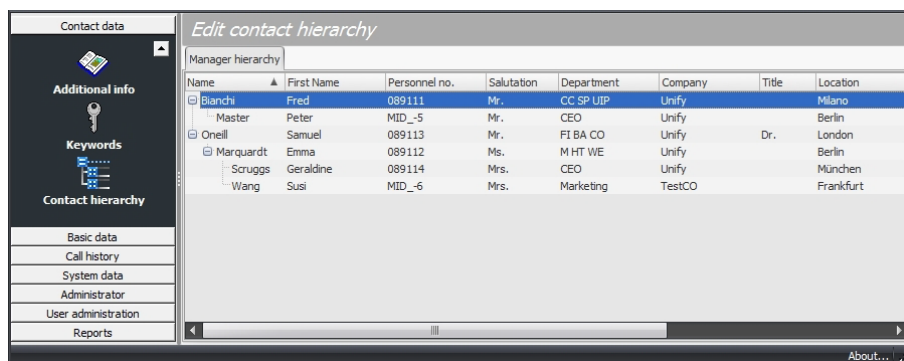 Contact data
Additional info
Keywords
Contact hierarchy
Basic data
Call history
System data
Administrator
User administration
Reports
Edit contact hierarchy
Manager hierarchy
Name First Name Personnel no. Salutation Department Company Title Location
Bianchi Fred 089111 Mr. CC SP UIP Unify Milano
Master Peter MID_-5 Mr. CEO Unify Berlin
Oneill Samuel 089113 Mr. FI BA CO Unify Dr. London
Marquardt Emma 089112 Ms. M HT WE Unify Berlin
Scruggs Geraldine 089114 Mrs. CEO Unify München
Wang Susi MID_-6 Mrs. Marketing TestCO Frankfurt
About...